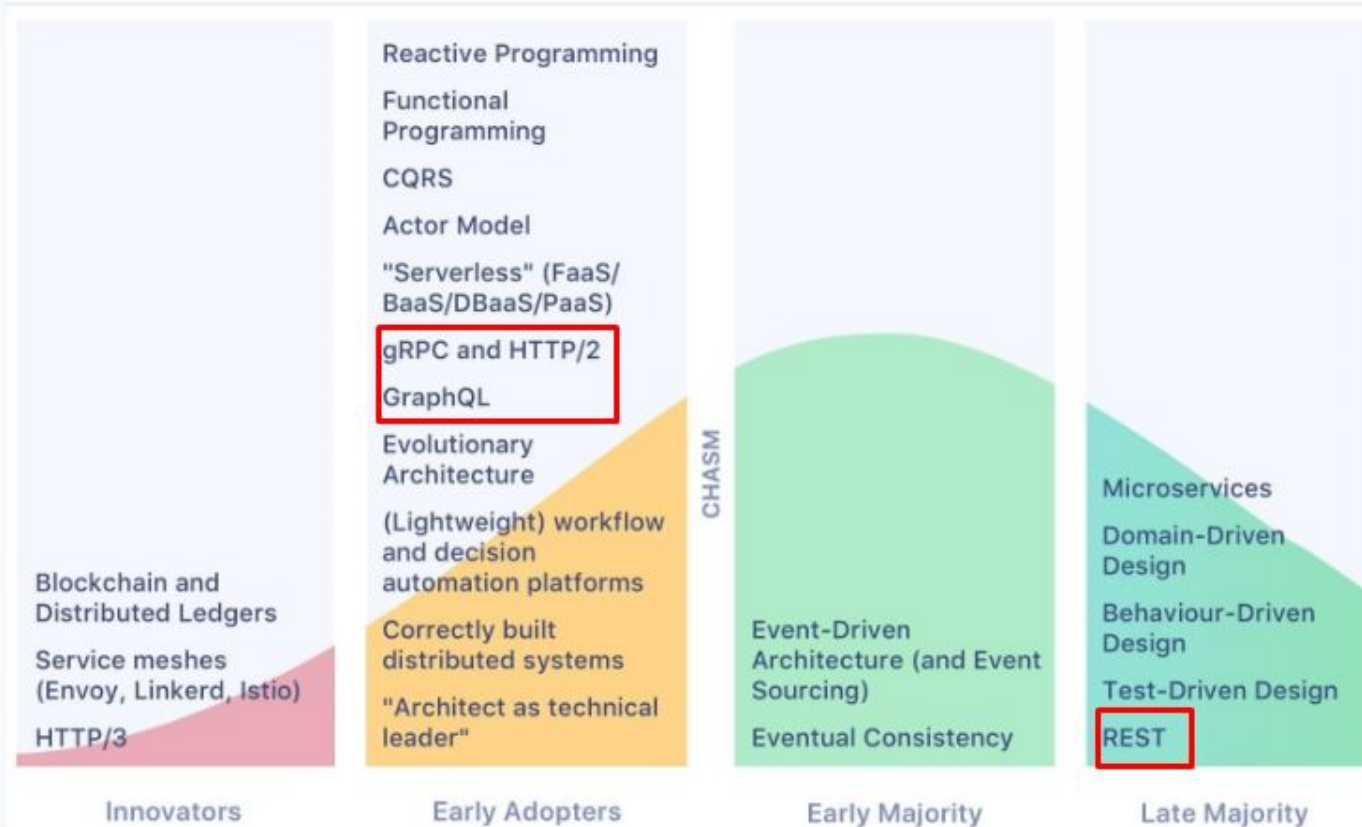 Reactive Programming
Functional
Programming
CQRS
Actor Model
"Serverless" (FaaS/
BaaS/DBaaS/PaaS)
gRPC and HTTP/2
GraphQL
Evolutionary
Architecture
(Lightweight) workflow
and decision
automation platforms
Correctly built
distributed systems
"Architect as technical
leader"
Blockchain and
Distributed Ledgers
Service meshes
(Envoy, Linkerd, Istio)
HTTP/3
CHASM
Event-Driven
Architecture (and Event
Sourcing)
Eventual Consistency
Microservices
Domain-Driven
Design
Behaviour-Driven
Design
Test-Driven Design
REST
Innovators
Early Adopters
Early Majority
Late Majority